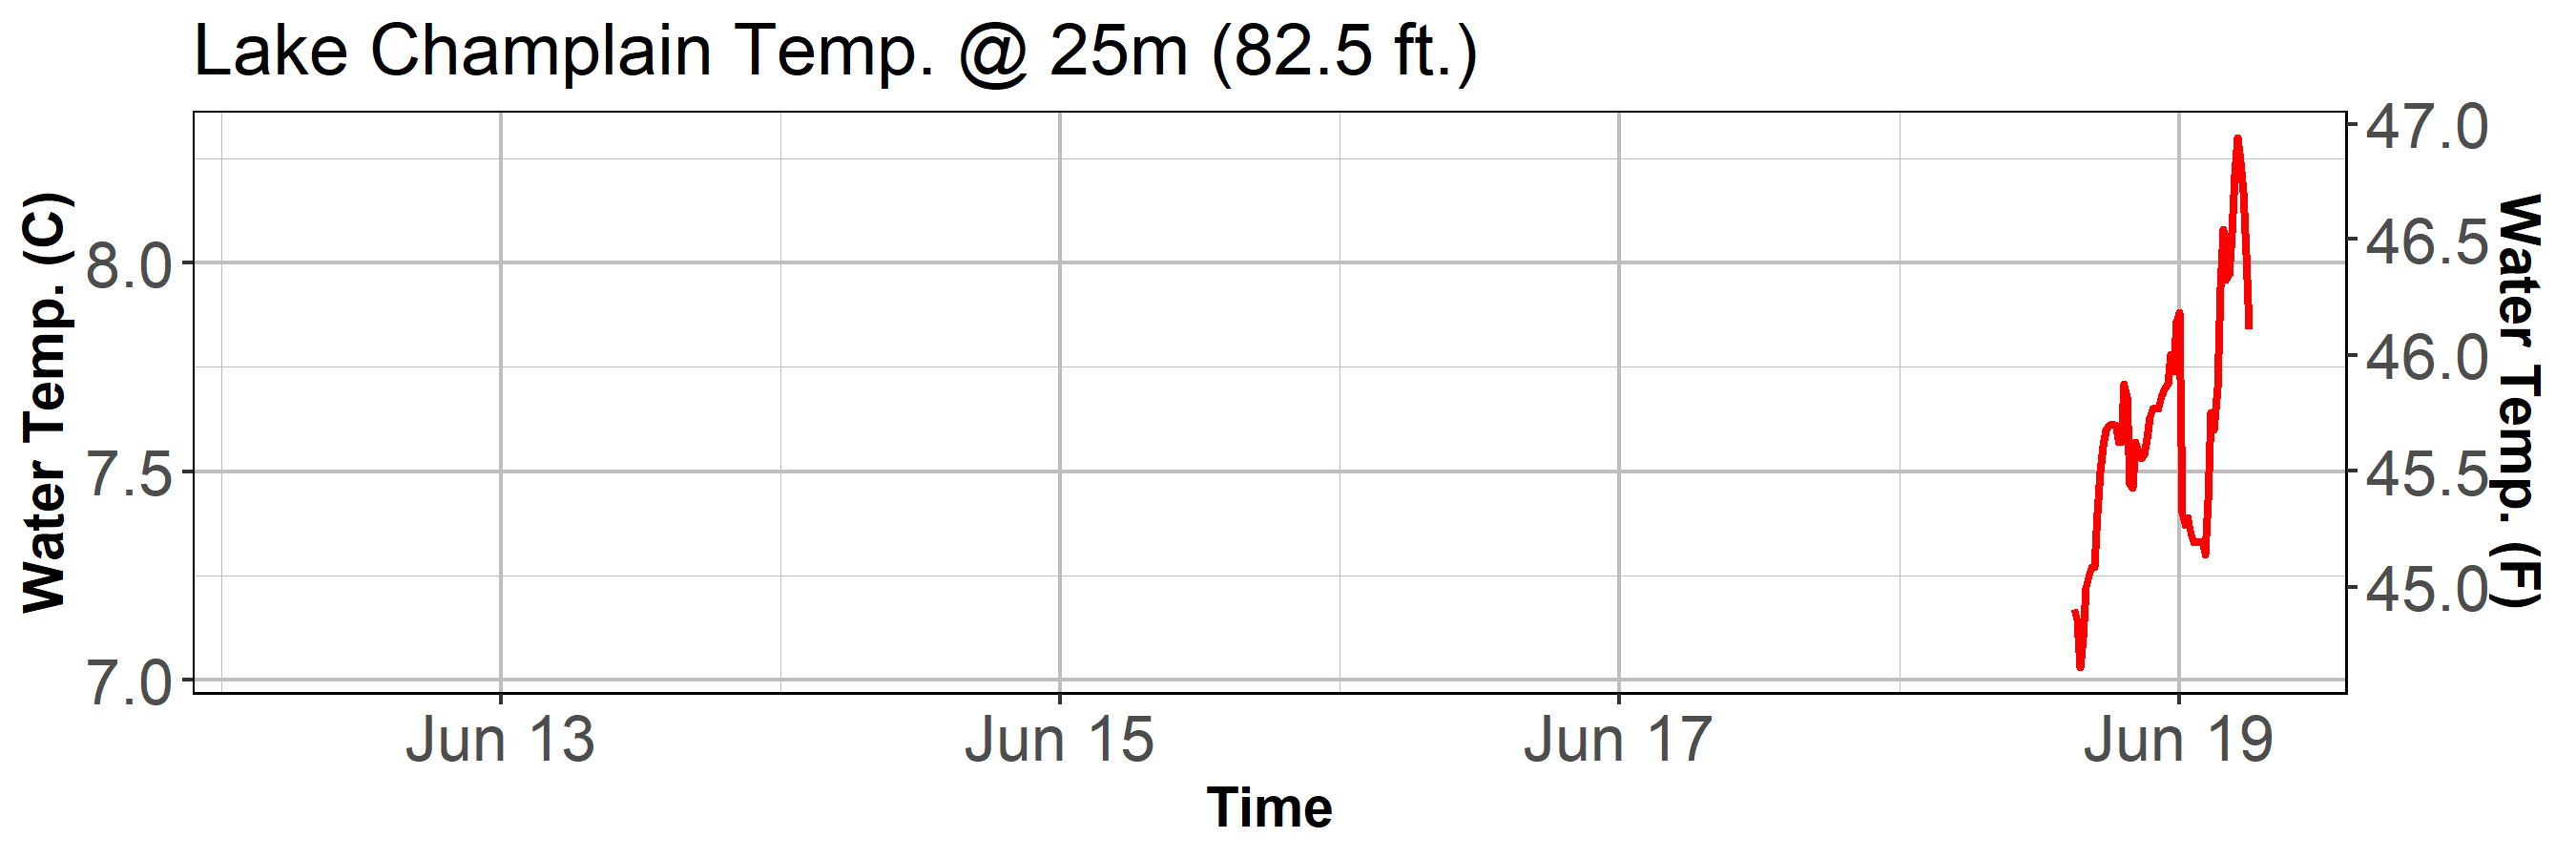 Lake Champlain Temp. @ 25m (82.5 ft.)
Water Temp. (C)
8.0
7.5
7.0
47.0
46.5
46.0
45.5
45.0
Water Temp. (F)
Jun 13 Jun 15 Jun 17 Jun 19
Time